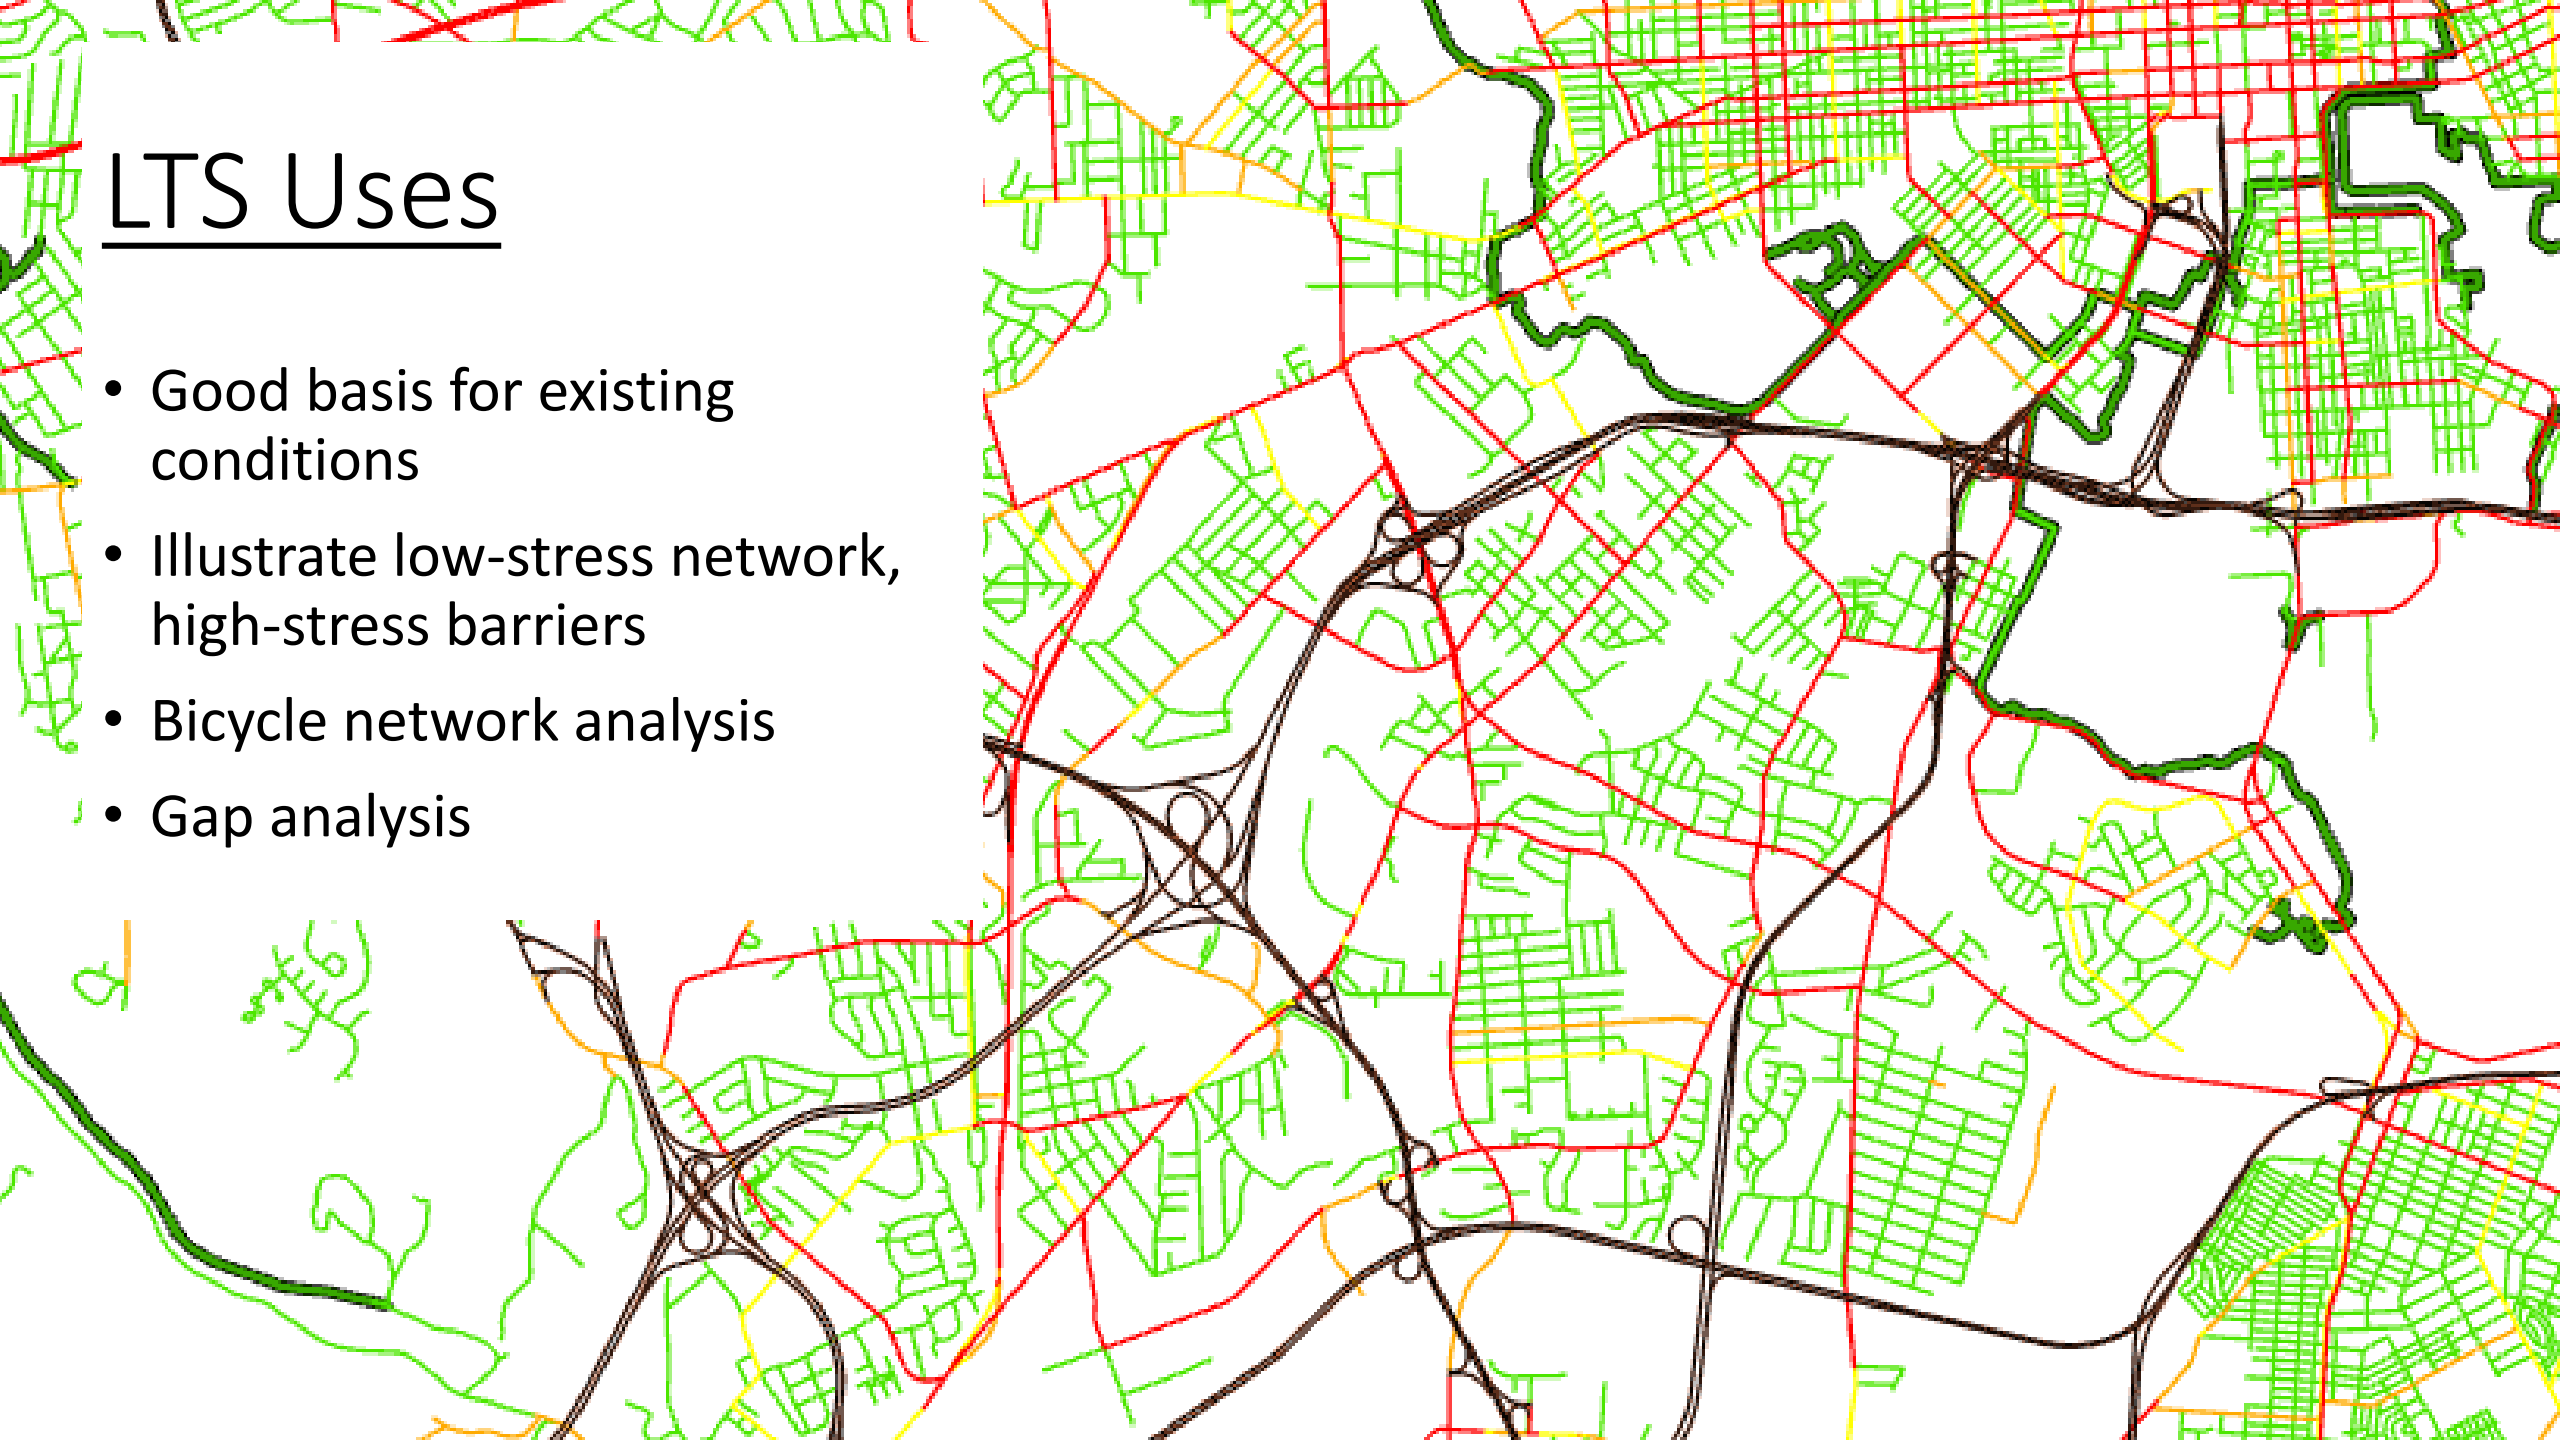 LTS Uses
• Good basis for existing
conditions
• Illustrate low-stress network,
high-stress barriers
• Bicycle network analysis
• Gap analysis